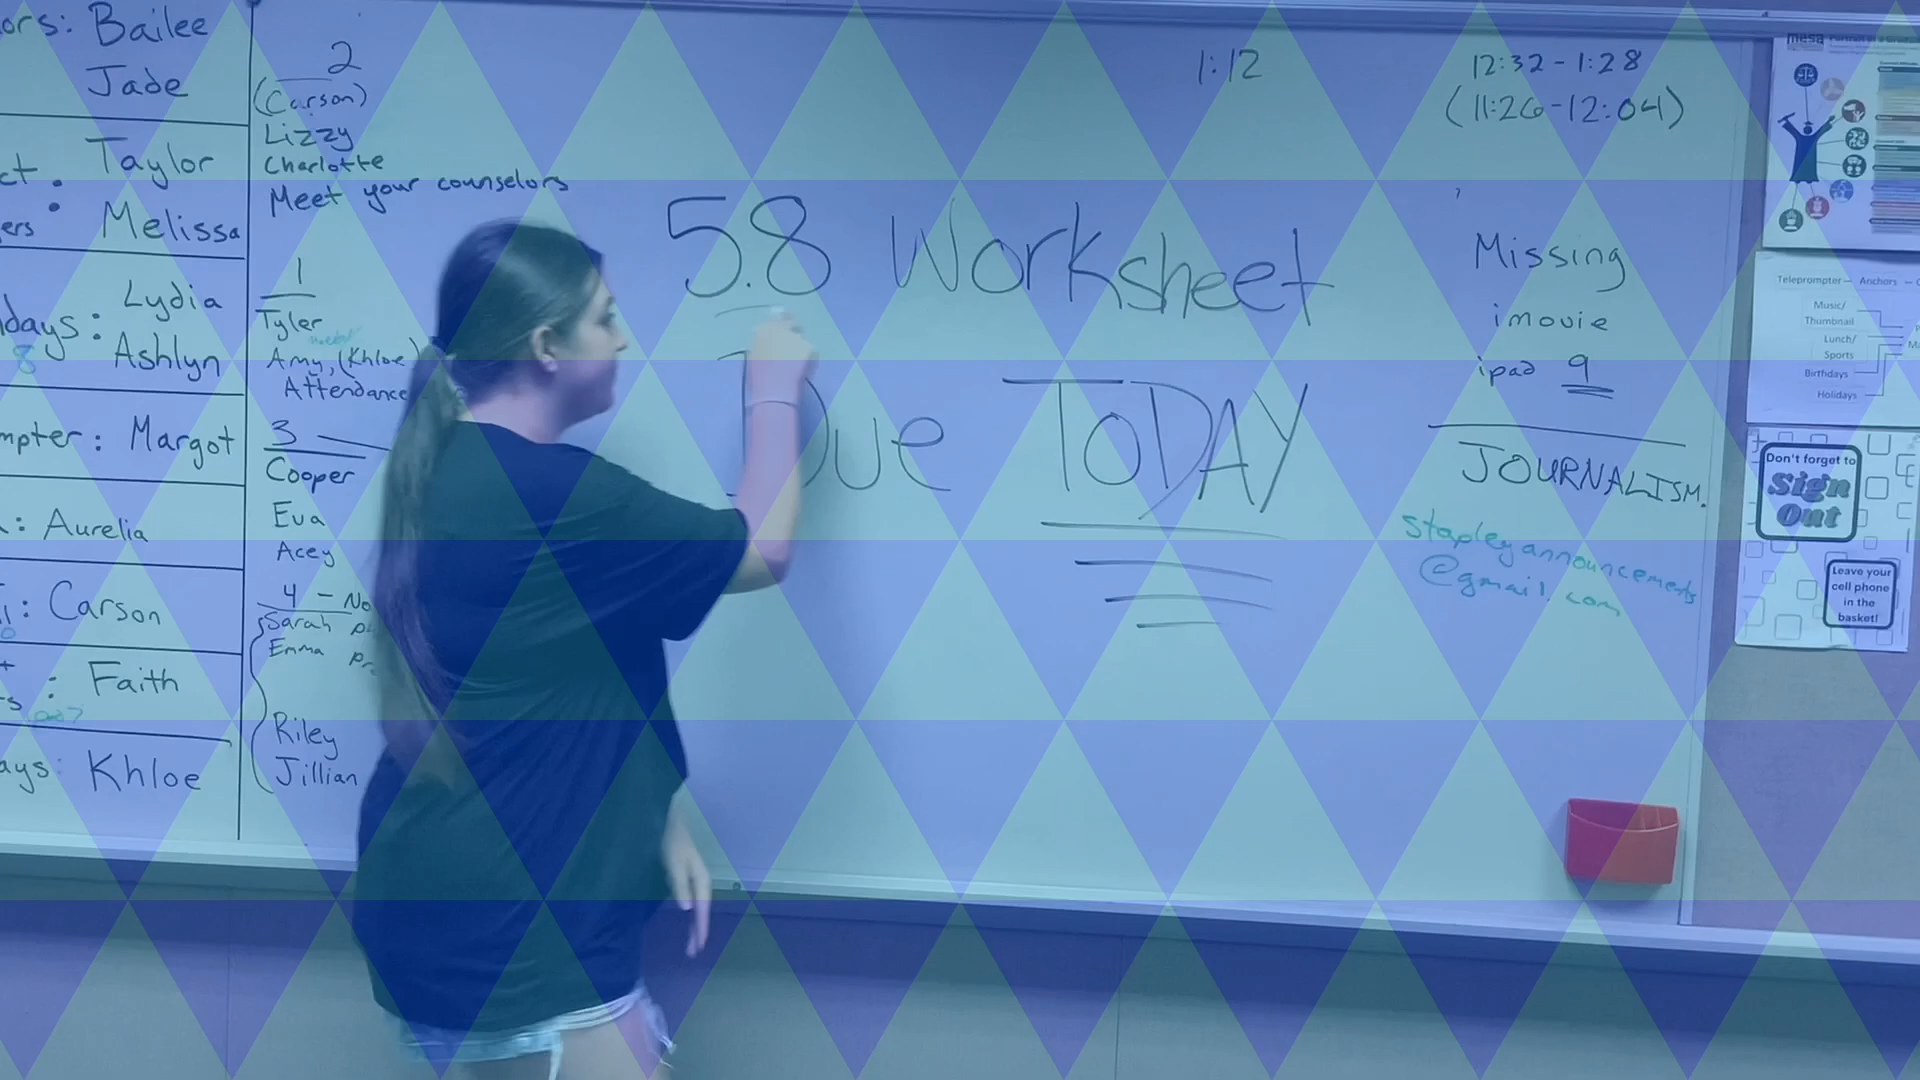 ors: Bailee
Jade
ct. Taylor
ers Melissa
days: Lydia
8 Ashlyn
mpter: Margot
: Aurelia
: Carson
: Faith
ays: Khloe
2
(Carson)
Lizzy
Charlotte
Meet your counselors
1
Tyler
Amy, (Khloe)
Attendance
3
Cooper
Eva
Acey
4 - No
Sarah
Emma
Riley
Jillian
1:12
12:32-1:28
(11:26-12:04)
5.8 Worksheet
Due TODAY
Missing
imovie
ipad 9
JOURNALISM.
stapleyannouncements
@gmail.com
mesa
Teleprompter— Anchors
Music/
Thumbnail
Lunch/
Sports
Birthdays
Holidays
Don't forget to
Sign
Out
Leave your
cell phone
in the
basket!